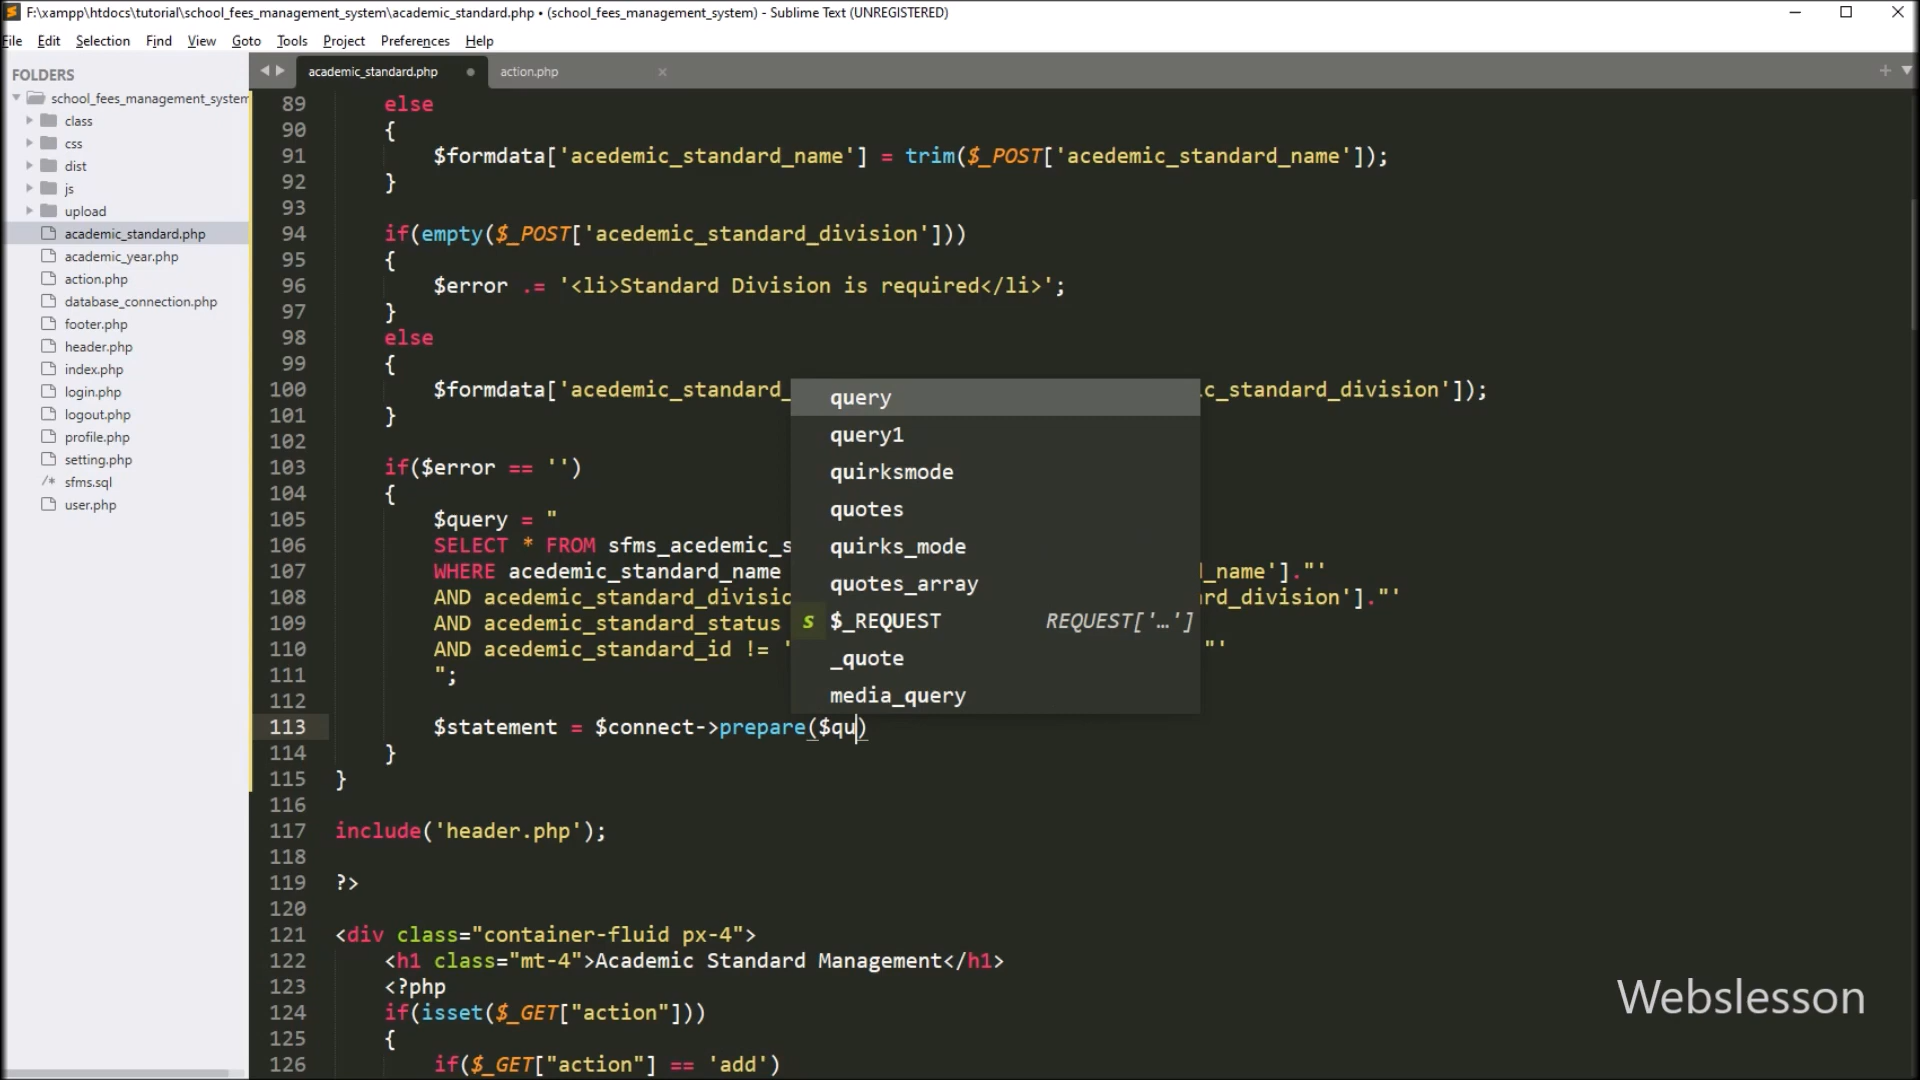 F:\xampp\htdocs\tutorial\school_fees_management_system\academic_standard.php • (school_fees_management_system) - Sublime Text (UNREGISTERED)
File Edit Selection Find View Goto Tools Project Preferences Help
FOLDERS
school_fees_management_system
class
css
dist
js
upload
academic_standard.php
academic_year.php
action.php
database_connection.php
footer.php
header.php
index.php
login.php
logout.php
profile.php
setting.php
/* sfms.sql
user.php
academic_standard.php action.php
89 else
90 {
91 $formdata['acedemic_standard_name'] = trim($_POST['acedemic_standard_name']);
92 }
93
94 if(empty($_POST['acedemic_standard_division']))
95 {
96 $error .= '<li>Standard Division is required</li>';
97 }
98 else
99 {
100 $formdata['acedemic_standard_ c_standard_division']);
101 }
102
103 if($error == '')
104 {
105 $query = "
106 SELECT * FROM sfms_acedemic_s
107 WHERE acedemic_standard_name _name']."'
108 AND acedemic_standard_divisio rd_division']."'
109 AND acedemic_standard_status
110 AND acedemic_standard_id != ' "'
111 ";
112
113 $statement = $connect->prepare($qu)
114 }
115 }
116
117 include('header.php');
118
119 ?>
120
121 <div class="container-fluid px-4">
122 <h1 class="mt-4">Academic Standard Management</h1>
123 <?php
124 if(isset($_GET["action"]))
125 {
126 if($_GET["action"] == 'add')
query
query1
quirksmode
quotes
quirks_mode
quotes_array
s $_REQUEST REQUEST['…']
_quote
media_query
Webslesson